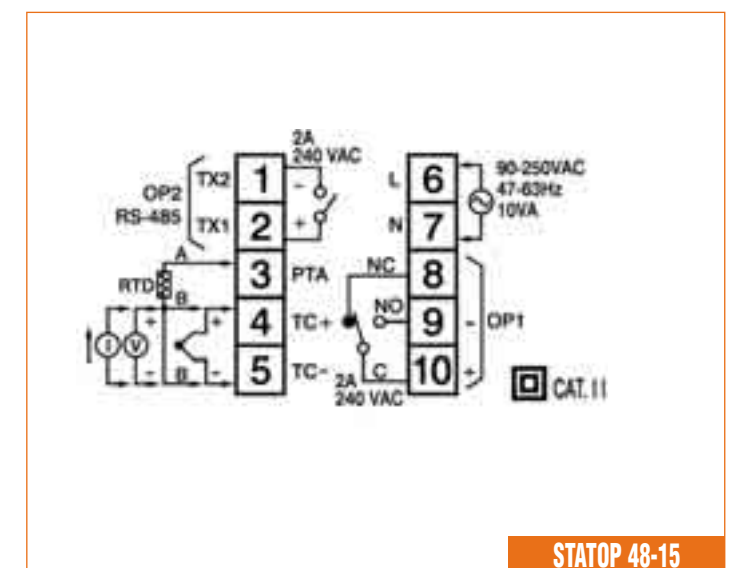 2A
240 VAC
OP2
RS-485
TX2
TX1
1
-
2
+
A
RTD
B
3
PTA
I
V
+
-
+
4
TC+
B
-
5
TC-
L
6
90-250VAC
47-63Hz
10VA
N
7
NC
8
NO
9
-
OP1
C
10
+
2A
240 VAC
CAT. II
STATOP 48-15